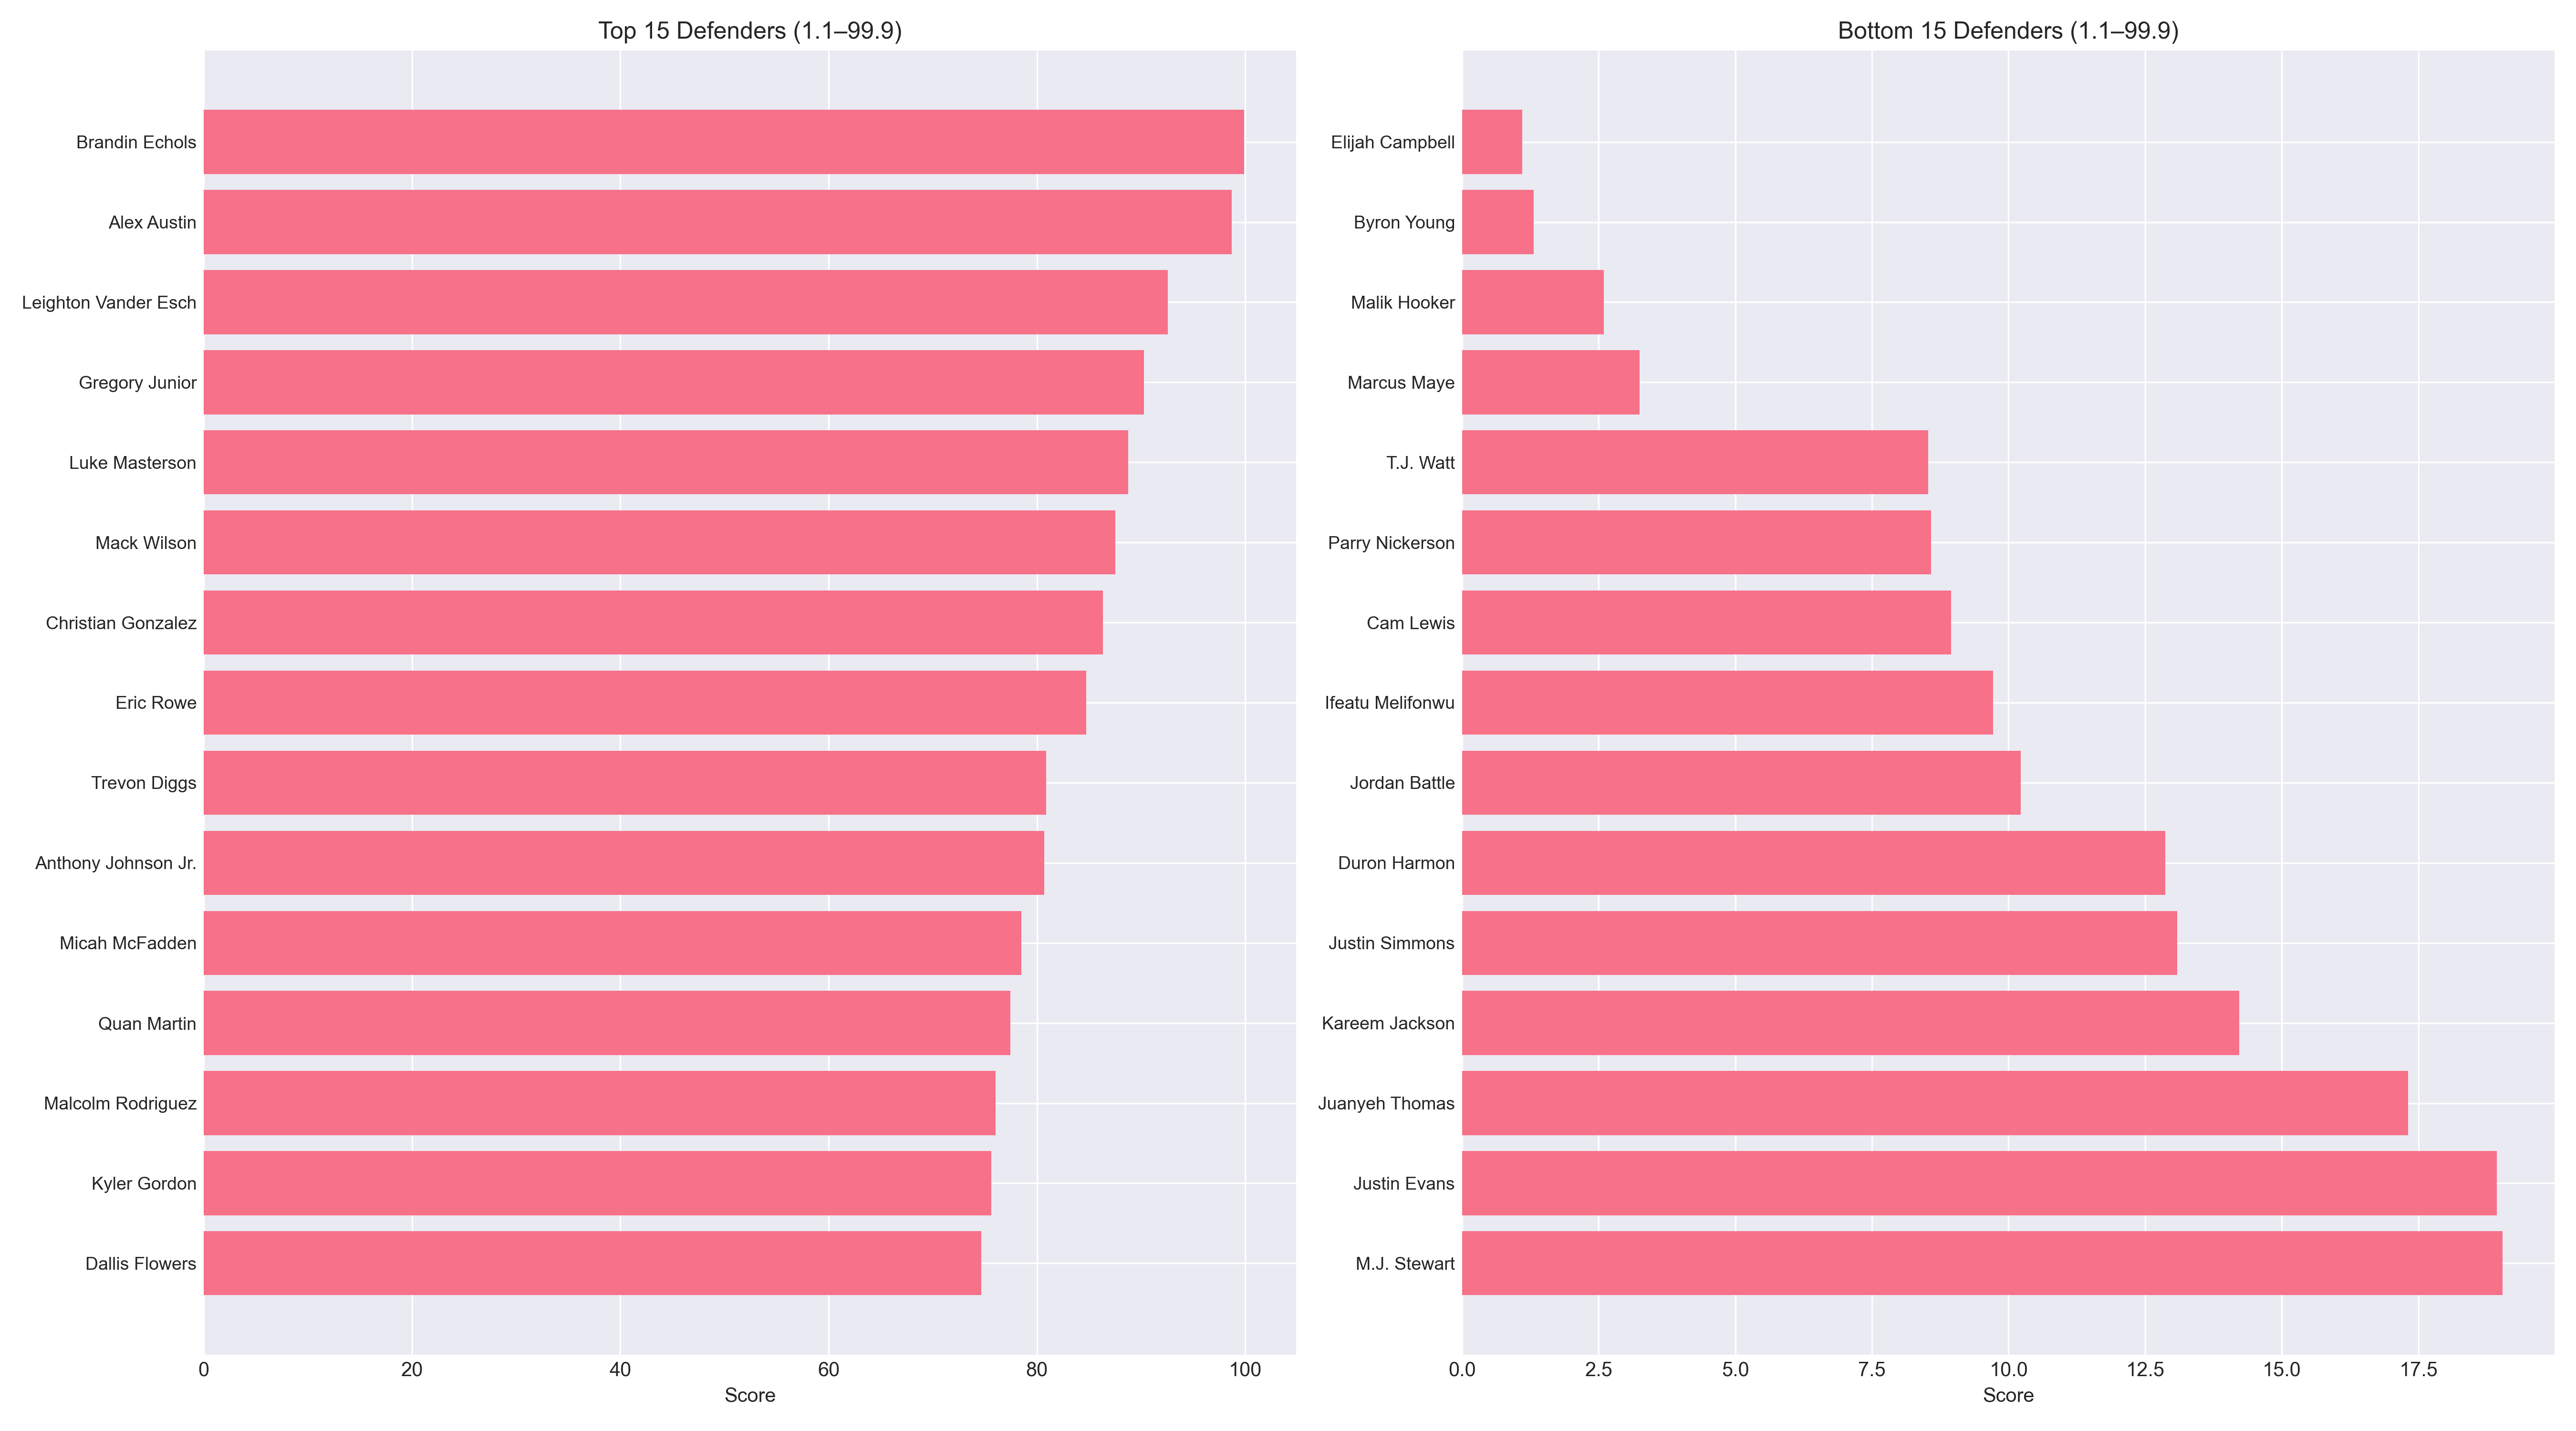 Top 15 Defenders (1.1–99.9)
Brandin Echols
Alex Austin
Leighton Vander Esch
Gregory Junior
Luke Masterson
Mack Wilson
Christian Gonzalez
Eric Rowe
Trevon Diggs
Anthony Johnson Jr.
Micah McFadden
Quan Martin
Malcolm Rodriguez
Kyler Gordon
Dallis Flowers
0 20 40 60 80 100
Score
Bottom 15 Defenders (1.1–99.9)
Elijah Campbell
Byron Young
Malik Hooker
Marcus Maye
T.J. Watt
Parry Nickerson
Cam Lewis
Ifeatu Melifonwu
Jordan Battle
Duron Harmon
Justin Simmons
Kareem Jackson
Juanyeh Thomas
Justin Evans
M.J. Stewart
0.0 2.5 5.0 7.5 10.0 12.5 15.0 17.5
Score